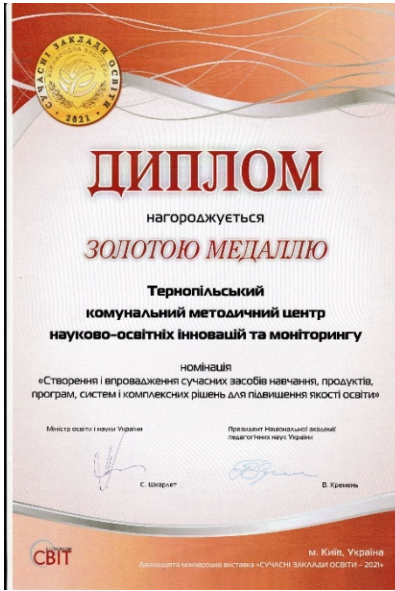 СУЧАСНІ ЗАКЛАДИ ОСВІТИ
2021
ДИПЛОМ
нагороджується
ЗОЛОТОЮ МЕДАЛЛЮ
Тернопільський
комунальний методичний центр
науково-освітніх інновацій та моніторингу
номінація
«Створення і впровадження сучасних засобів навчання, продуктів,
програм, систем і комплексних рішень для підвищення якості освіти»
Міністр освіти і науки України
Президент Національної академії
педагогічних наук України
С. Шкарлет
В. Кремень
СВІТ
м. Київ, Україна
Дванадцята міжнародна виставка «СУЧАСНІ ЗАКЛАДИ ОСВІТИ – 2021»